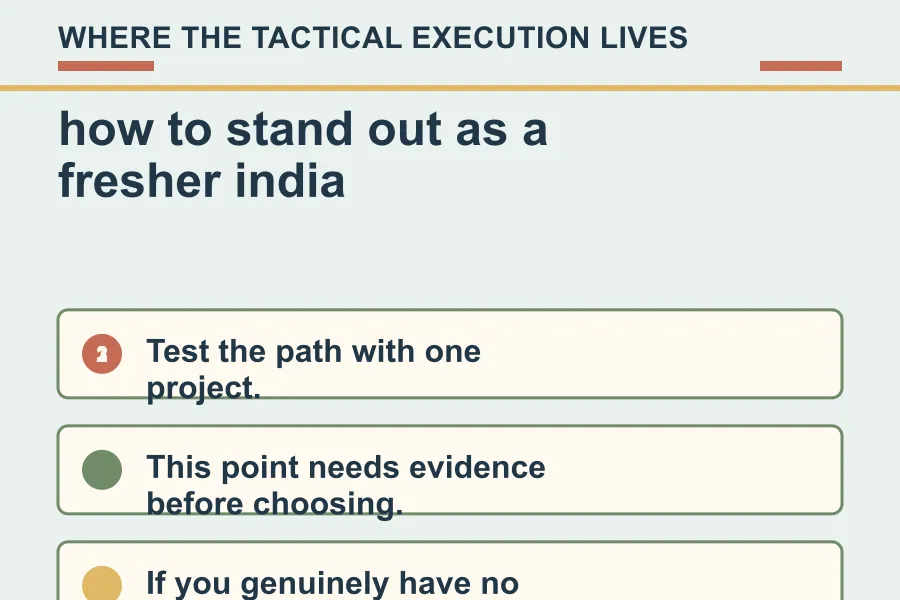 WHERE THE TACTICAL EXECUTION LIVES
how to stand out as a
fresher india
Test the path with one
project.
This point needs evidence
before choosing.
If you genuinely have no